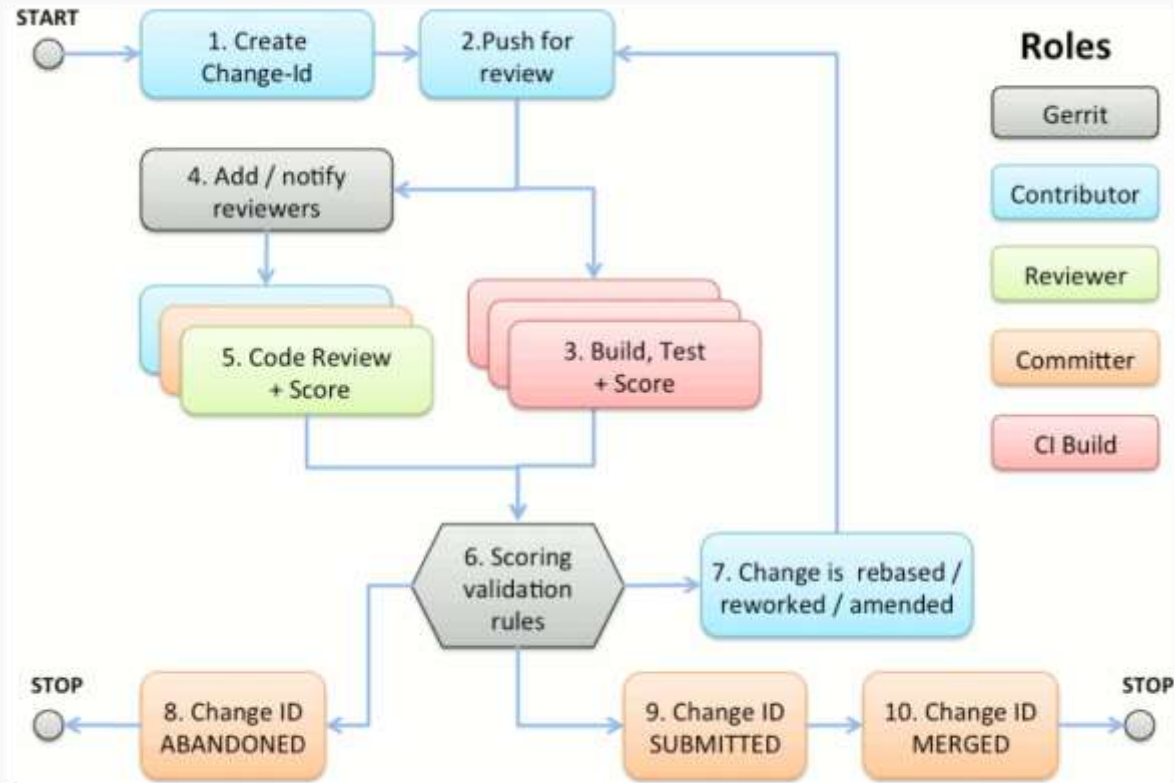 START
1. Create
Change-Id
2.Push for
review
Roles
Gerrit
4. Add / notify
reviewers
Contributor
Reviewer
5. Code Review
+ Score
3. Build, Test
+ Score
Committer
CI Build
6. Scoring
validation
rules
7. Change is rebased /
reworked / amended
STOP
8. Change ID
ABANDONED
9. Change ID
SUBMITTED
10. Change ID
MERGED
STOP